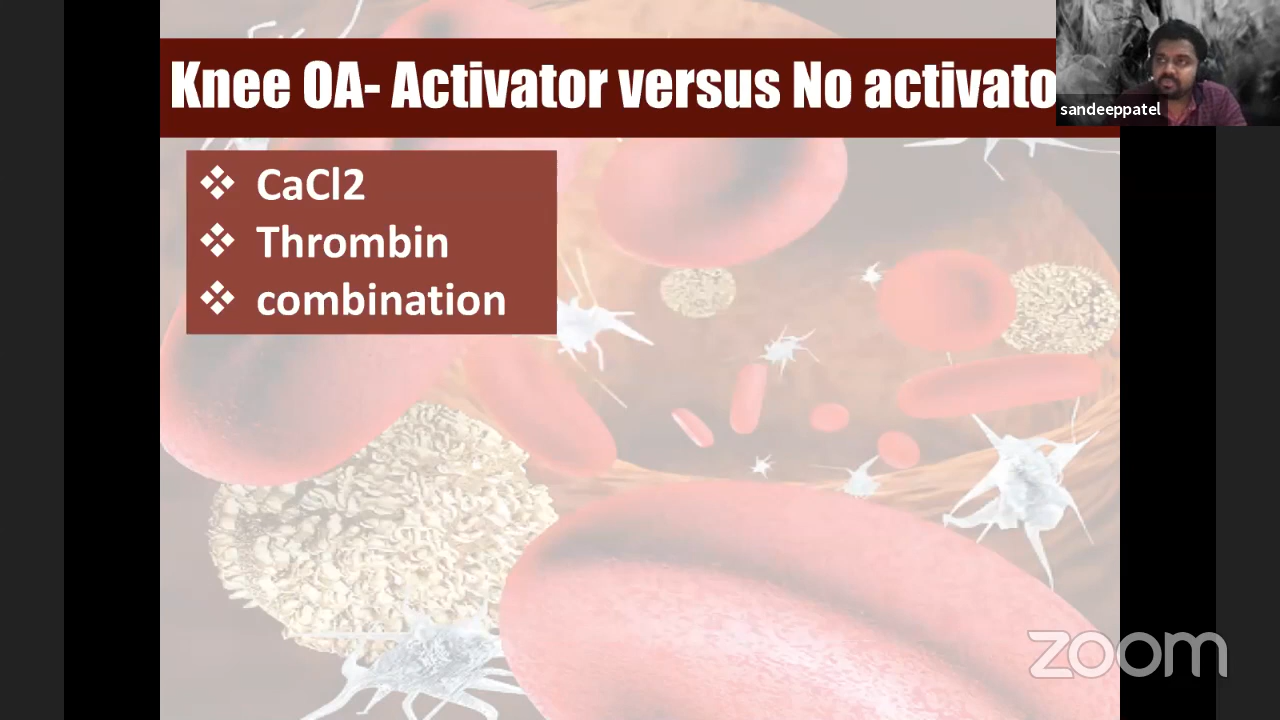 Knee OA- Activator versus No activato
sandeeppatel
❖ CaCl2
❖ Thrombin
❖ combination
zoom